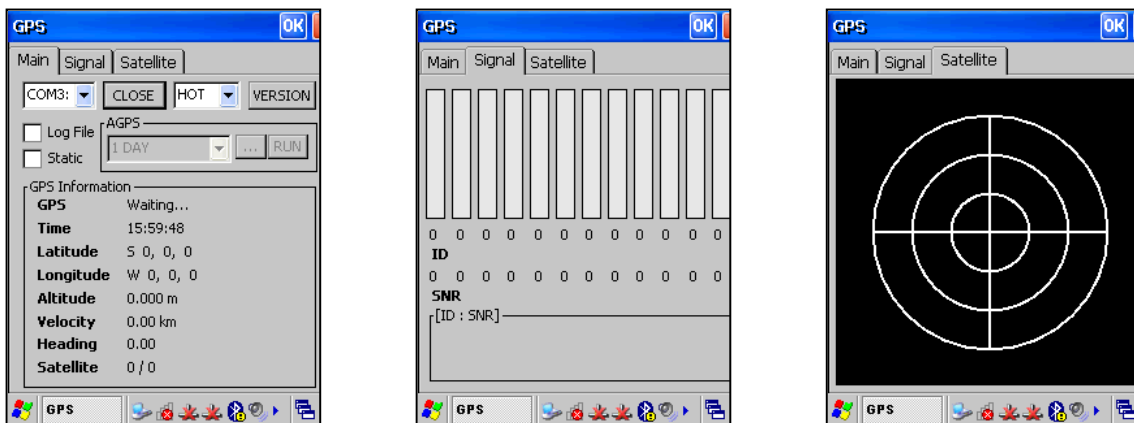 GPS OK
Main Signal Satellite
COM3: CLOSE HOT VERSION
Log File
Static
AGPS
1 DAY ... RUN
GPS Information
GPS Waiting...
Time 15:59:48
Latitude S 0, 0, 0
Longitude W 0, 0, 0
Altitude 0.000 m
Velocity 0.00 km
Heading 0.00
Satellite 0 / 0
GPS
GPS OK
Main Signal Satellite
0 0 0 0 0 0 0 0 0 0 0 0
ID
0 0 0 0 0 0 0 0 0 0 0 0
SNR
[ID : SNR]
GPS
GPS OK
Main Signal Satellite
GPS